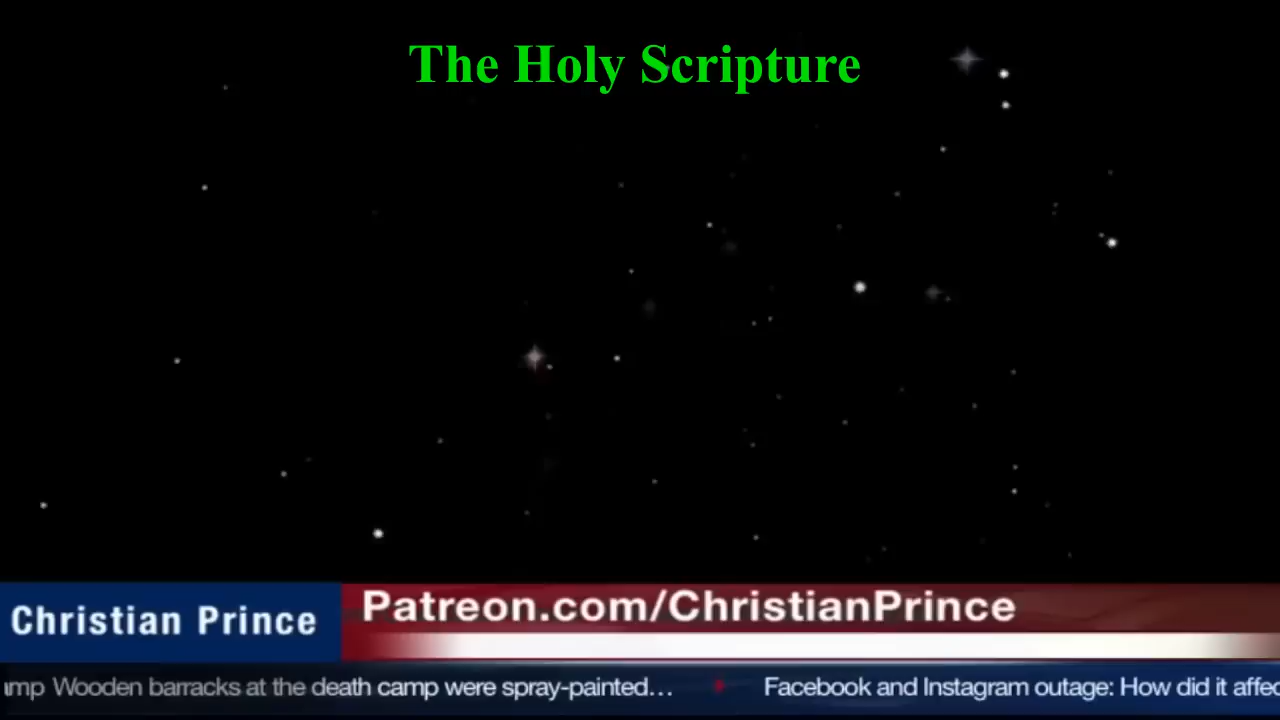 The Holy Scripture
Christian Prince
Patreon.com/ChristianPrince
Wooden barracks at the death camp were spray-painted… Facebook and Instagram outage: How did it